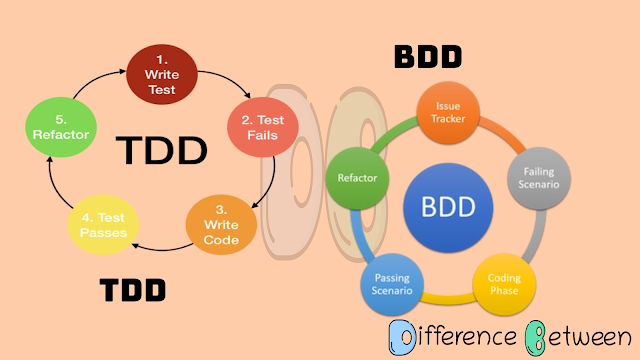 1.
Write
Test
2. Test
Fails
3.
Write
Code
4. Test
Passes
5.
Refactor
TDD
TDD
BDD
Issue
Tracker
Failing
Scenario
Coding
Phase
Passing
Scenario
Refactor
BDD
Difference Between